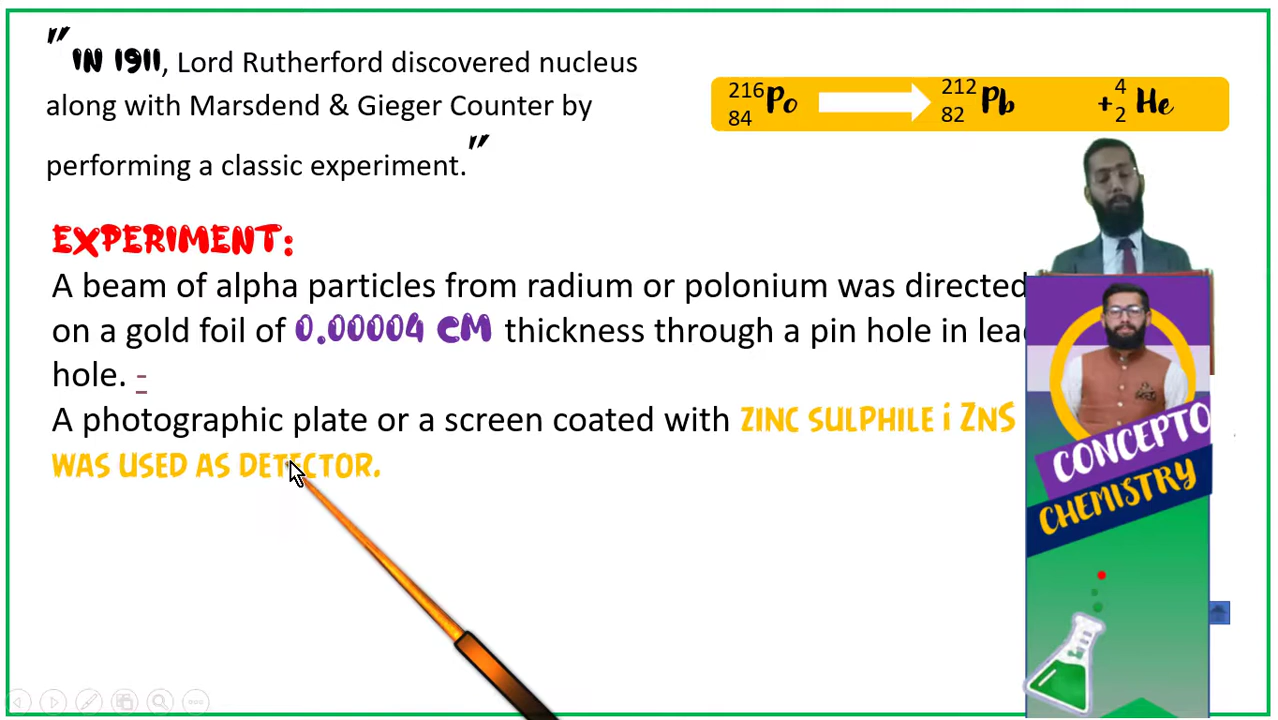 "IN 1911, Lord Rutherford discovered nucleus
along with Marsdend & Gieger Counter by
performing a classic experiment."
216 84 Po 212 82 Pb + 4 2 He
EXPERIMENT:
A beam of alpha particles from radium or polonium was directed
on a gold foil of 0.00004 CM thickness through a pin hole in lead
hole. -
A photographic plate or a screen coated with ZINC SULPHILE i ZNS
WAS USED AS DETECTOR.
CONCEPTO
CHEMISTRY